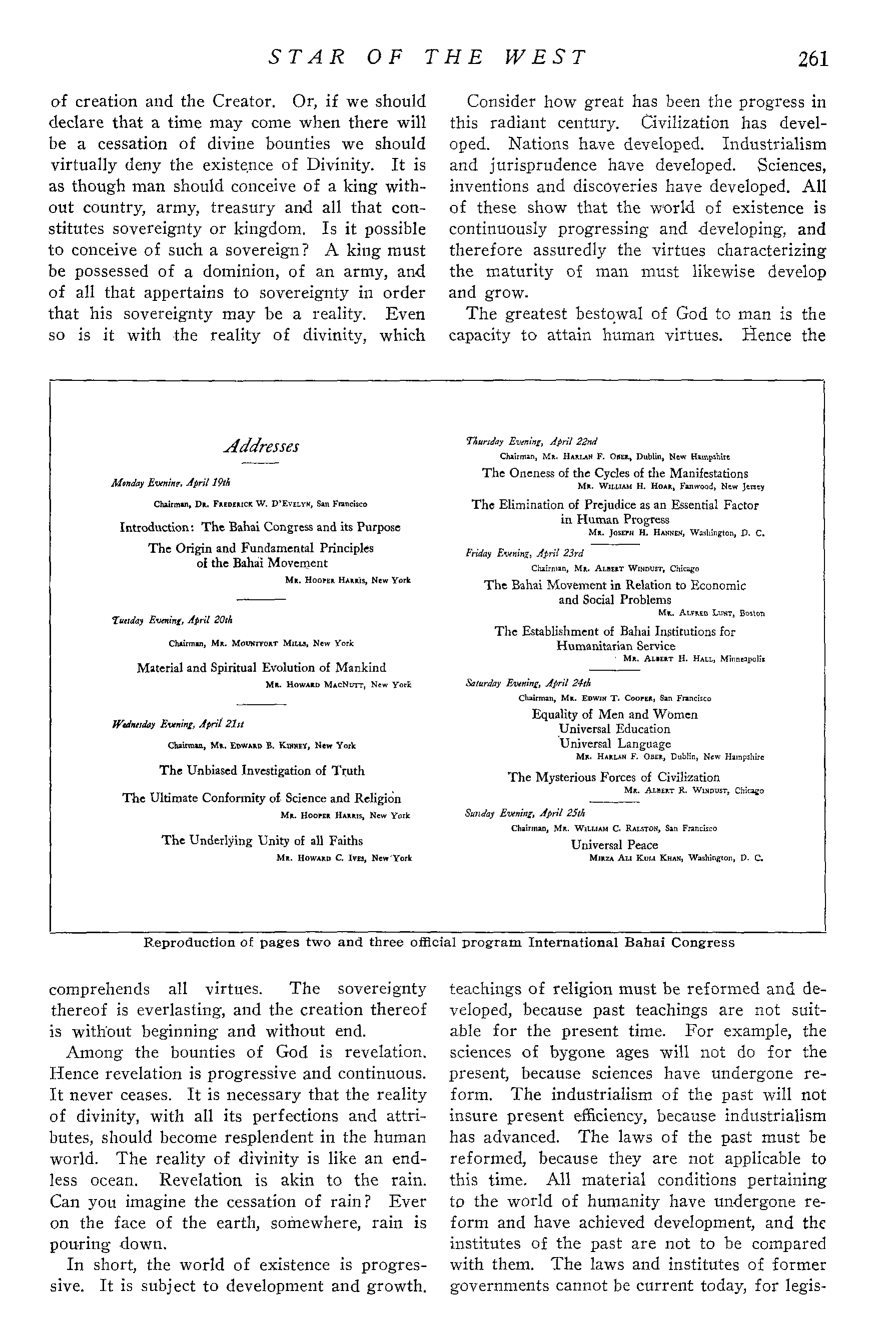 STAR OF THE WEST 261
of creation and the Creator. Or, if we should
declare that a time may come when there will
be a cessation of divine bounties we should
virtually deny the existence of Divinity. It is
as though man should conceive of a king with-
out country, army, treasury and all that con-
stitutes sovereignty or kingdom. Is it possible
to conceive of such a sovereign? A king must
be possessed of a dominion, of an army, and
of all that appertains to sovereignty in order
that his sovereignty may be a reality. Even
so is it with the reality of divinity, which
Consider how great has been the progress in
this radiant century. Civilization has devel-
oped. Nations have developed. Industrialism
and jurisprudence have developed. Sciences,
inventions and discoveries have developed. All
of these show that the world of existence is
continuously progressing and developing, and
therefore assuredly the virtues characterizing
the maturity of man must likewise develop
and grow.
The greatest bestowal of God to man is the
capacity to attain human virtues. Hence the
Addresses
Monday Evening, April 19th
Chairman, Dr. Frederick W. D'Evelyn, San Francisco
Introduction: The Bahai Congress and its Purpose
The Origin and Fundamental Principles
of the Bahai Movement
Mr. Hooper Harris, New York
Tuesday Evening, April 20th
Chairman, Mr. Mountfort Mills, New York
Material and Spiritual Evolution of Mankind
Mr. Howard MacNutt, New York
Wednesday Evening, April 21st
Chairman, Mr. Edward B. Kinney, New York
The Unbiased Investigation of Truth
The Ultimate Conformity of Science and Religion
Mr. Hooper Harris, New York
The Underlying Unity of all Faiths
Mr. Howard C. Ives, New York
Thursday Evening, April 22nd
Chairman, Mr. Harlan F. Ober, Dublin, New Hampshire
The Oneness of the Cycles of the Manifestations
Mr. William H. Hoar, Fanwood, New Jersey
The Elimination of Prejudice as an Essential Factor
in Human Progress
Mr. Joseph H. Hannen, Washington, D. C.
Friday Evening, April 23rd
Chairman, Mr. Albert Windust, Chicago
The Bahai Movement in Relation to Economic
and Social Problems
Mr. Alfred Lunt, Boston
The Establishment of Bahai Institutions for
Humanitarian Service
Mr. Albert H. Hall, Minneapolis
Saturday Evening, April 24th
Chairman, Mr. Edwin T. Cooper, San Francisco
Equality of Men and Women
Universal Education
Universal Language
Mr. Harlan F. Ober, Dublin, New Hampshire
The Mysterious Forces of Civilization
Mr. Albert R. Windust, Chicago
Sunday Evening, April 25th
Chairman, Mr. William C. Ralston, San Francisco
Universal Peace
Mirza Ali Kuli Khan, Washington, D. C.
Reproduction of pages two and three official program International Bahai Congress
comprehends all virtues. The sovereignty
thereof is everlasting, and the creation thereof
is without beginning and without end.
Among the bounties of God is revelation.
Hence revelation is progressive and continuous.
It never ceases. It is necessary that the reality
of divinity, with all its perfections and attri-
butes, should become resplendent in the human
world. The reality of divinity is like an end-
less ocean. Revelation is akin to the rain.
Can you imagine the cessation of rain? Ever
on the face of the earth, somewhere, rain is
pouring down.
In short, the world of existence is progres-
sive. It is subject to development and growth.
teachings of religion must be reformed and de-
veloped, because past teachings are not suit-
able for the present time. For example, the
sciences of bygone ages will not do for the
present, because sciences have undergone re-
form. The industrialism of the past will not
insure present efficiency, because industrialism
has advanced. The laws of the past must be
reformed, because they are not applicable to
this time. All material conditions pertaining
to the world of humanity have undergone re-
form and have achieved development, and the
institutes of the past are not to be compared
with them. The laws and institutes of former
governments cannot be current today, for legis-